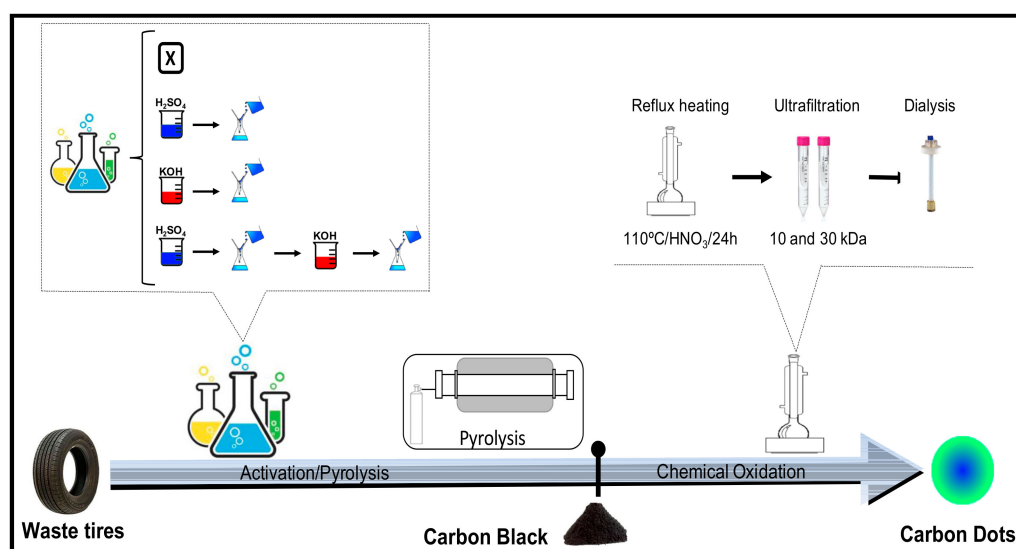 X
H₂SO₄
KOH
H₂SO₄
KOH
Reflux heating
Ultrafiltration
Dialysis
110ºC/HNO₃/24h
10 and 30 kDa
Pyrolysis
Activation/Pyrolysis
Chemical Oxidation
Waste tires
Carbon Black
Carbon Dots